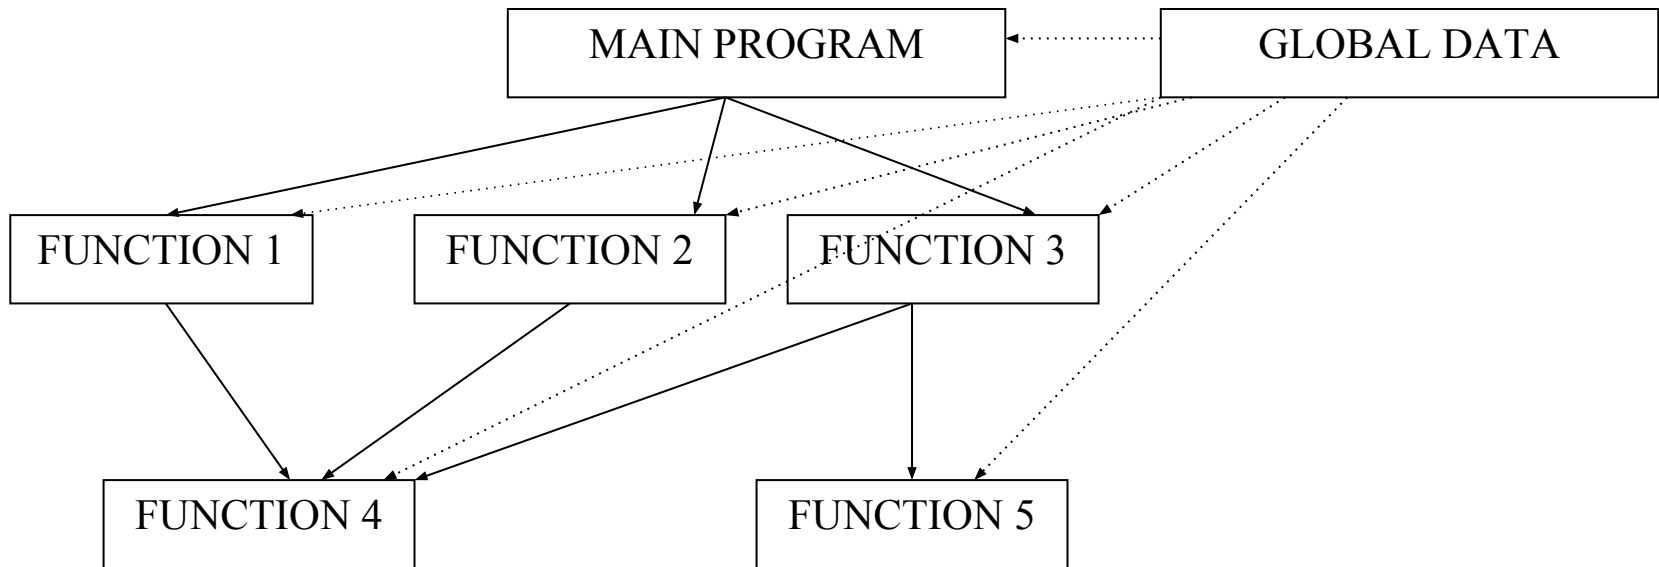 MAIN PROGRAM
GLOBAL DATA
FUNCTION 1
FUNCTION 2
FUNCTION 3
FUNCTION 4
FUNCTION 5